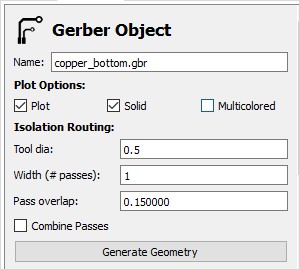 Gerber Object
Name: copper_bottom.gbr
Plot Options:
Plot Solid Multicolored
Isolation Routing:
Tool dia: 0.5
Width (# passes): 1
Pass overlap: 0.150000
Combine Passes
Generate Geometry